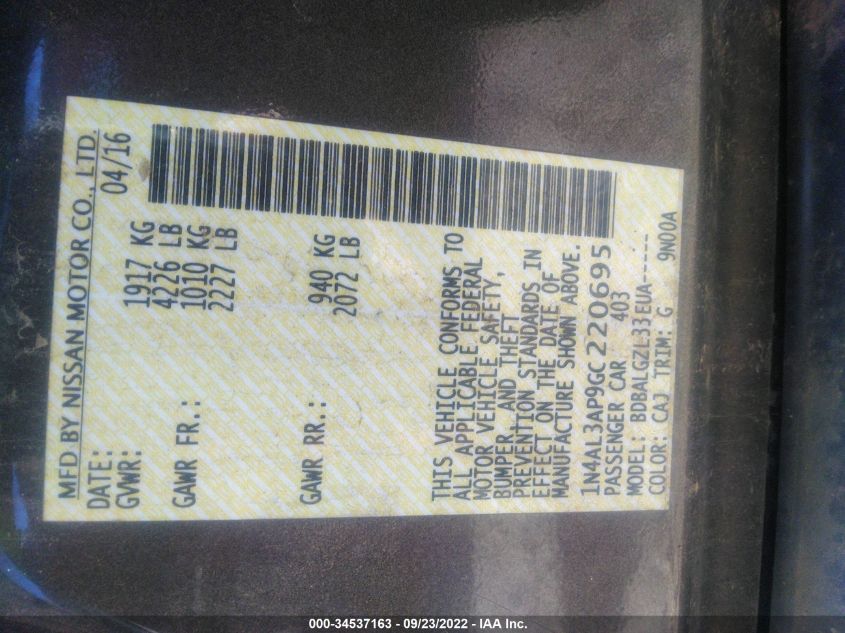 MFD BY NISSAN MOTOR CO., LTD.
DATE: 04/16
GVWR: 1917 KG
4226 LB
GAWR FR.: 1010 KG
2227 LB
GAWR RR.: 940 KG
2072 LB
THIS VEHICLE CONFORMS TO
ALL APPLICABLE FEDERAL
MOTOR VEHICLE SAFETY,
BUMPER, AND THEFT
PREVENTION STANDARDS IN
EFFECT ON THE DATE OF
MANUFACTURE SHOWN ABOVE.
1N4AL3AP9GC220695
PASSENGER CAR 403
MODEL: BDBALGZL33EUA-----
COLOR: CAJ TRIM: G 9N00A
000-34537163 - 09/23/2022 - IAA Inc.